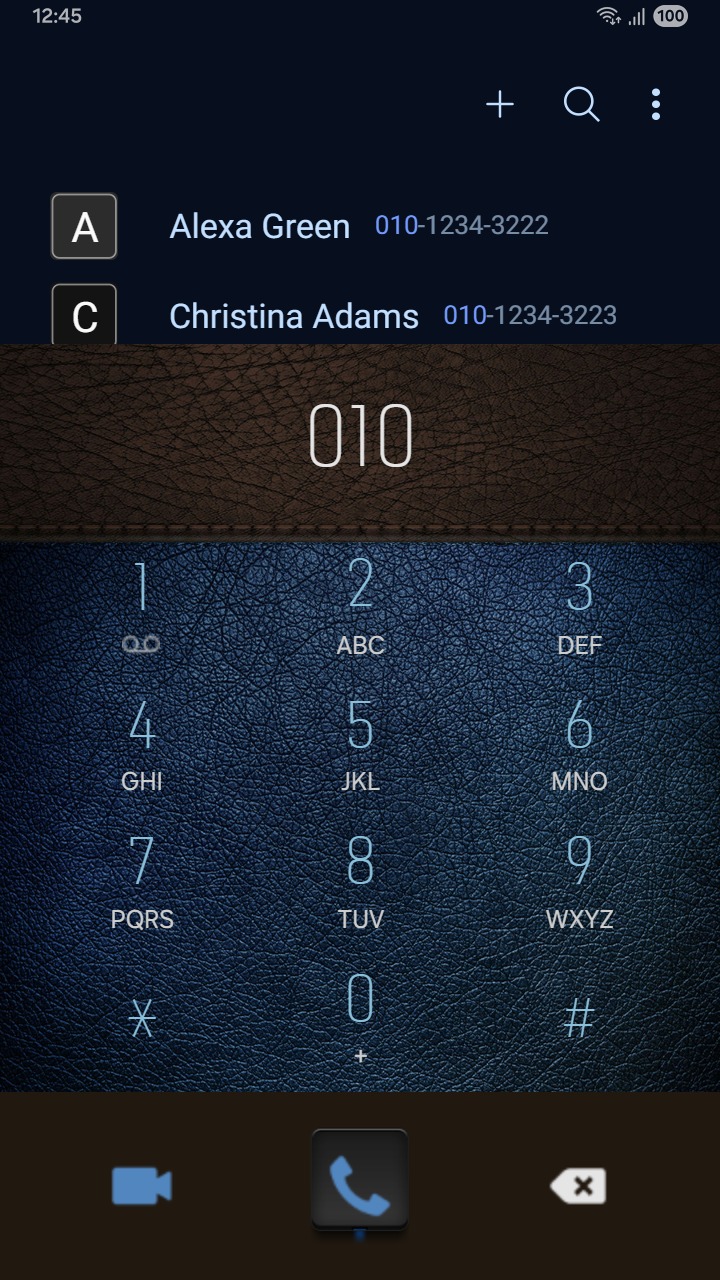 12:45 100
A Alexa Green 010-1234-3222
C Christina Adams 010-1234-3223
010
1 2 3
ABC DEF
4 5 6
GHI JKL MNO
7 8 9
PQRS TUV WXYZ
* 0 #
+